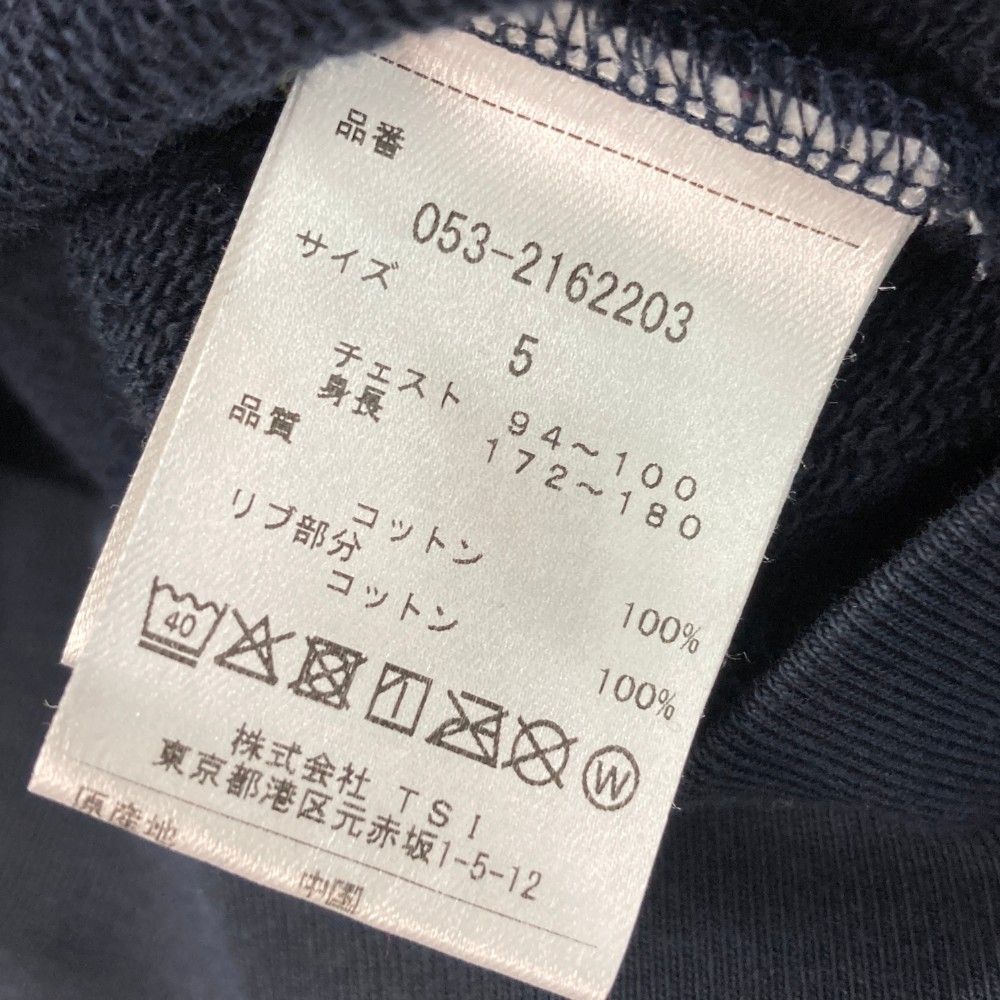 品番
053-2162203
サイズ
5
チェスト 94～100
身長 172～180
品質
コットン 100%
リブ部分
コットン 100%
40
W
株式会社 TSI
東京都港区元赤坂1-5-12
原産地
中国